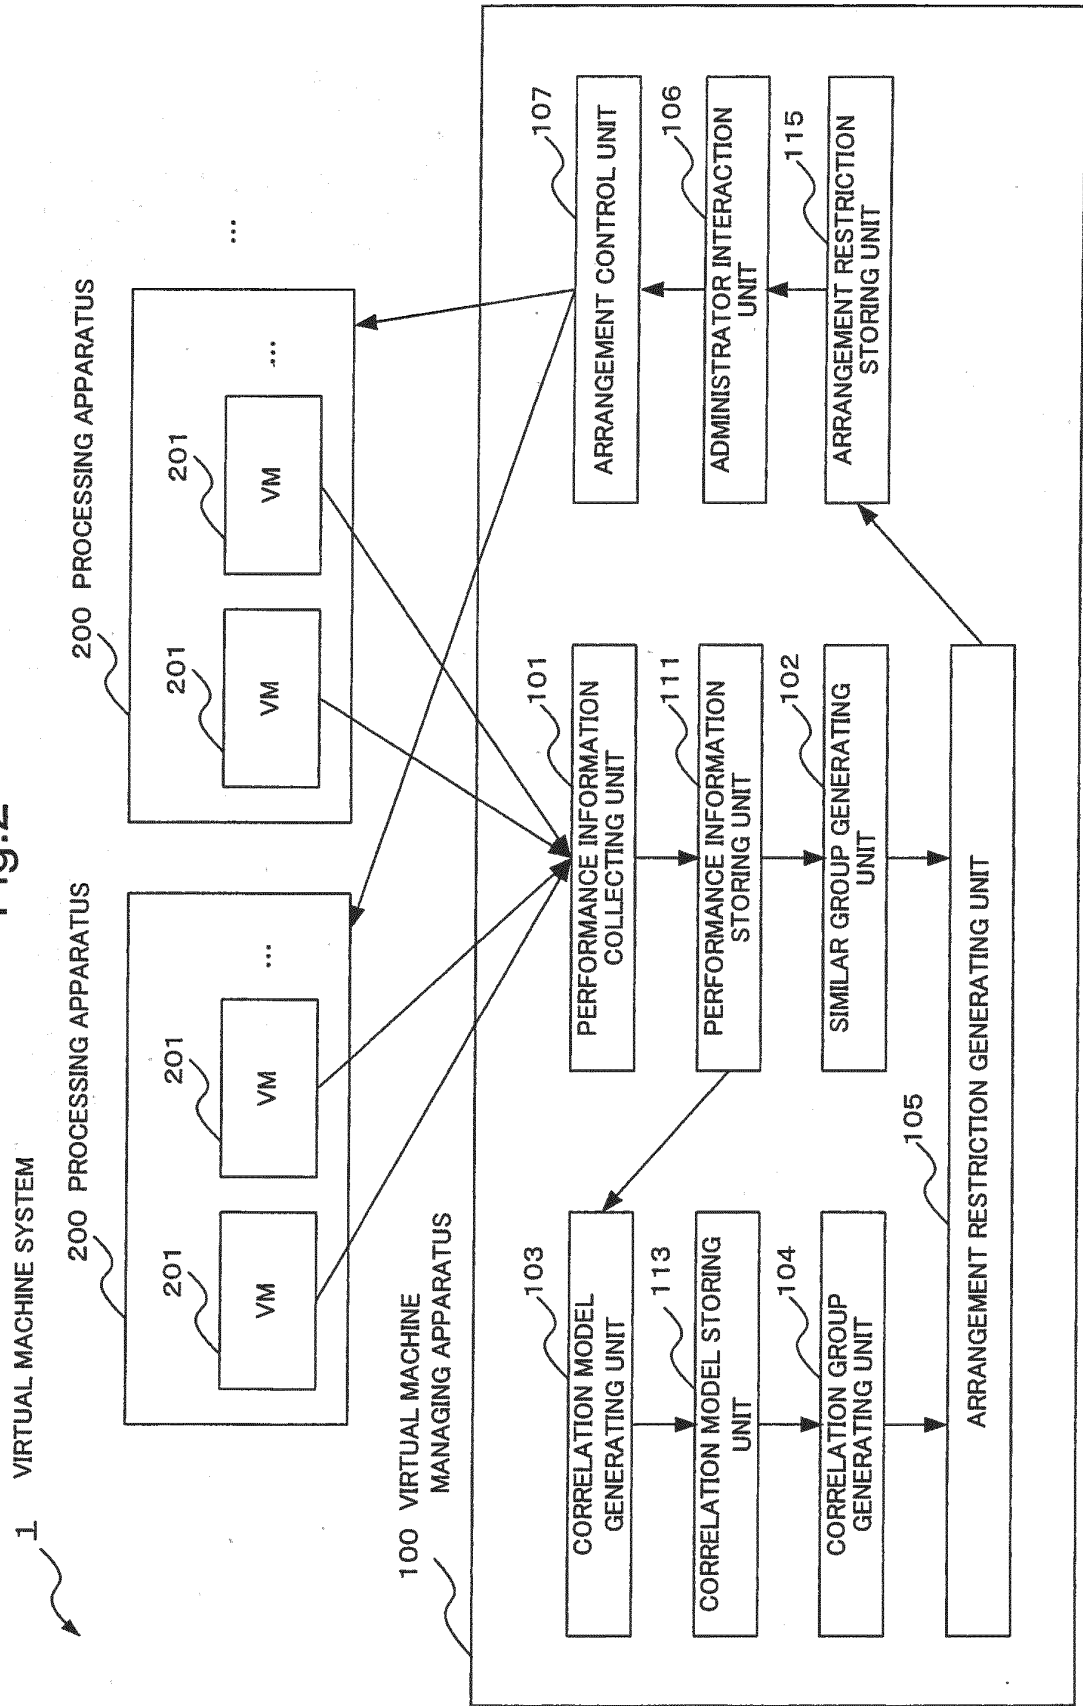 Fig.2
1 VIRTUAL MACHINE SYSTEM
200 PROCESSING APPARATUS
201
VM
201
VM
...
200 PROCESSING APPARATUS
201
VM
201
VM
...
...
100 VIRTUAL MACHINE
MANAGING APPARATUS
103
CORRELATION MODEL
GENERATING UNIT
113
CORRELATION MODEL STORING
UNIT
104
CORRELATION GROUP
GENERATING UNIT
101
PERFORMANCE INFORMATION
COLLECTING UNIT
111
PERFORMANCE INFORMATION
STORING UNIT
102
SIMILAR GROUP GENERATING
UNIT
107
ARRANGEMENT CONTROL UNIT
106
ADMINISTRATOR INTERACTION
UNIT
115
ARRANGEMENT RESTRICTION
STORING UNIT
105
ARRANGEMENT RESTRICTION GENERATING UNIT